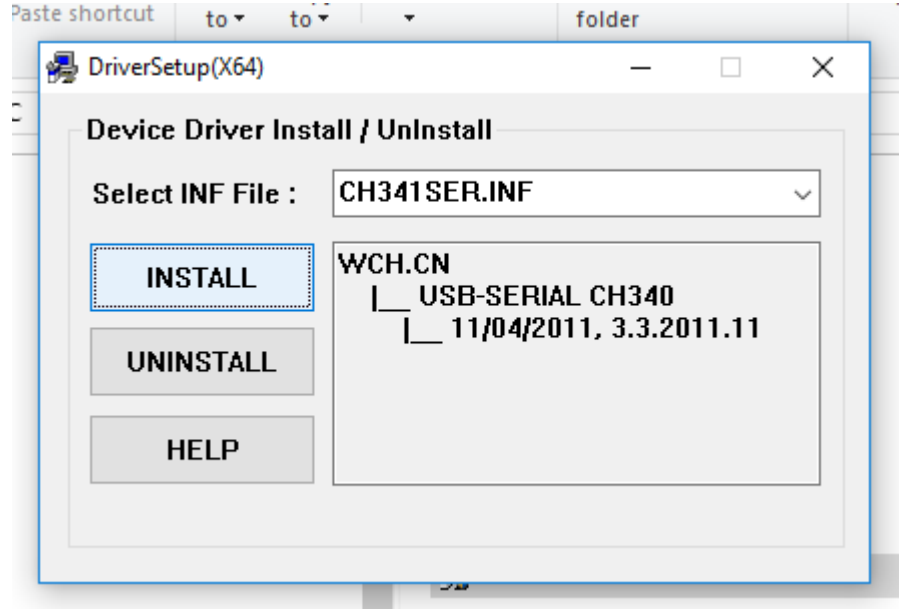 Paste shortcut
to
to
folder
DriverSetup(X64)
C
Device Driver Install / UnInstall
Select INF File :
CH341SER.INF
INSTALL
WCH.CN
|__ USB-SERIAL CH340
|__ 11/04/2011, 3.3.2011.11
UNINSTALL
HELP